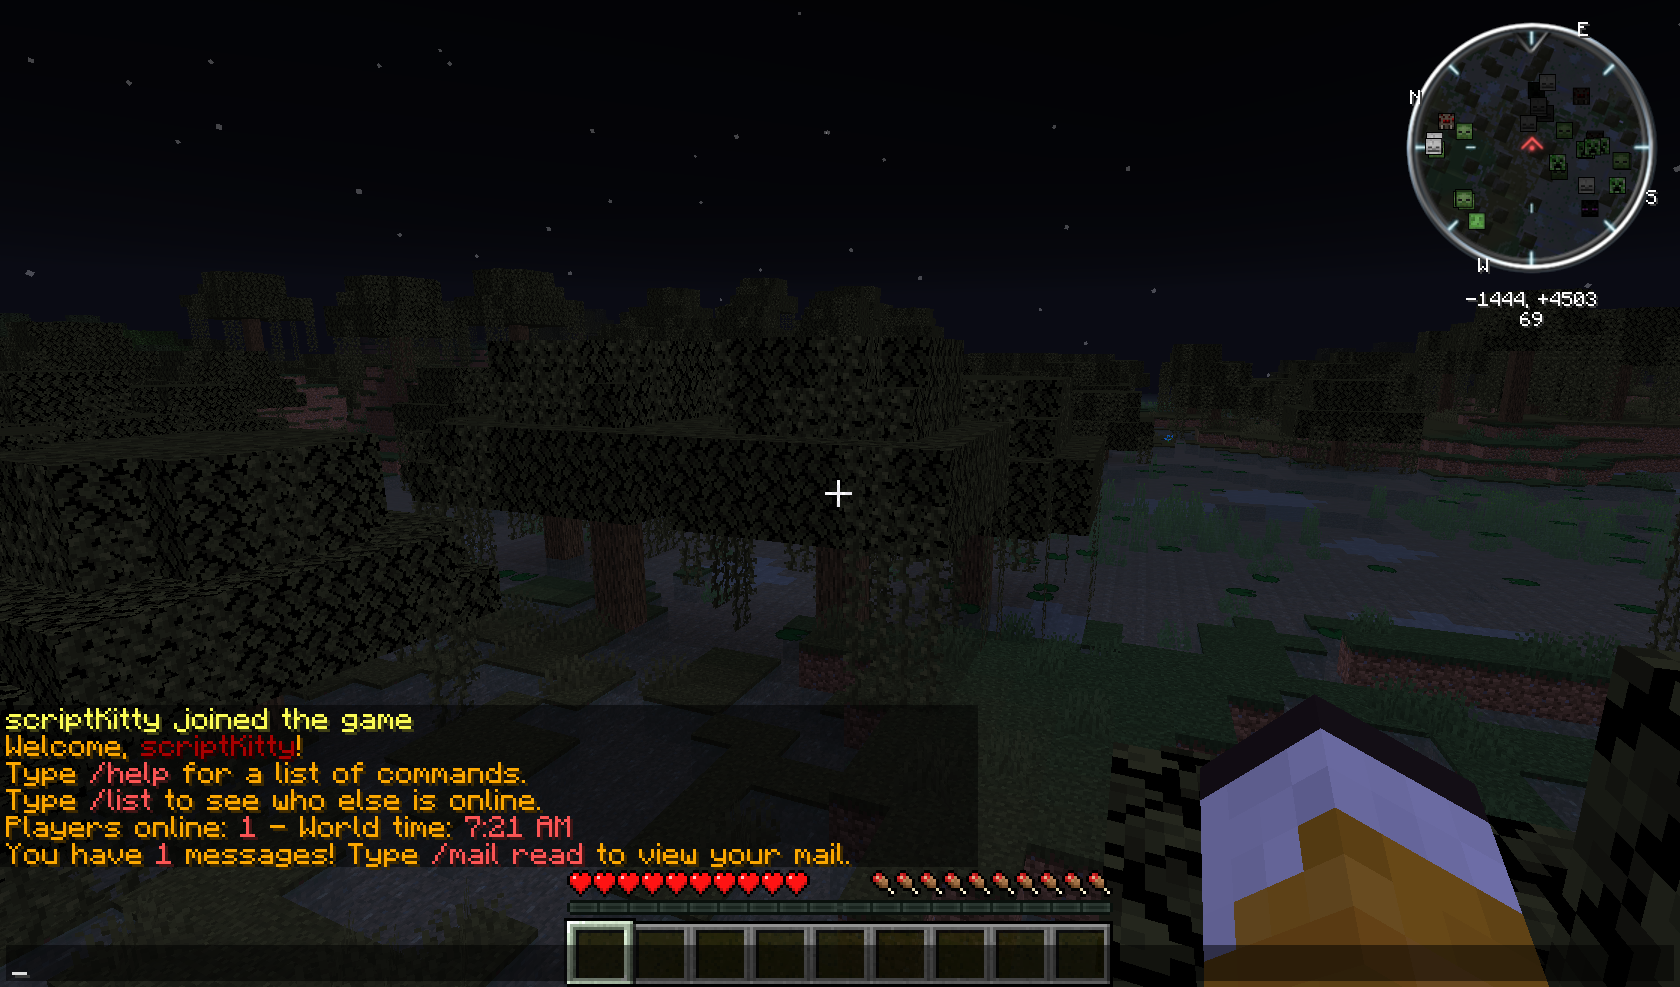 E
N
S
W
-1444, +4503
69
scriptKitty joined the game
Welcome, scriptKitty!
Type /help for a list of commands.
Type /list to see who else is online.
Players online: 1 - World time: 7:21 AM
You have 1 messages! Type /mail read to view your mail.
_